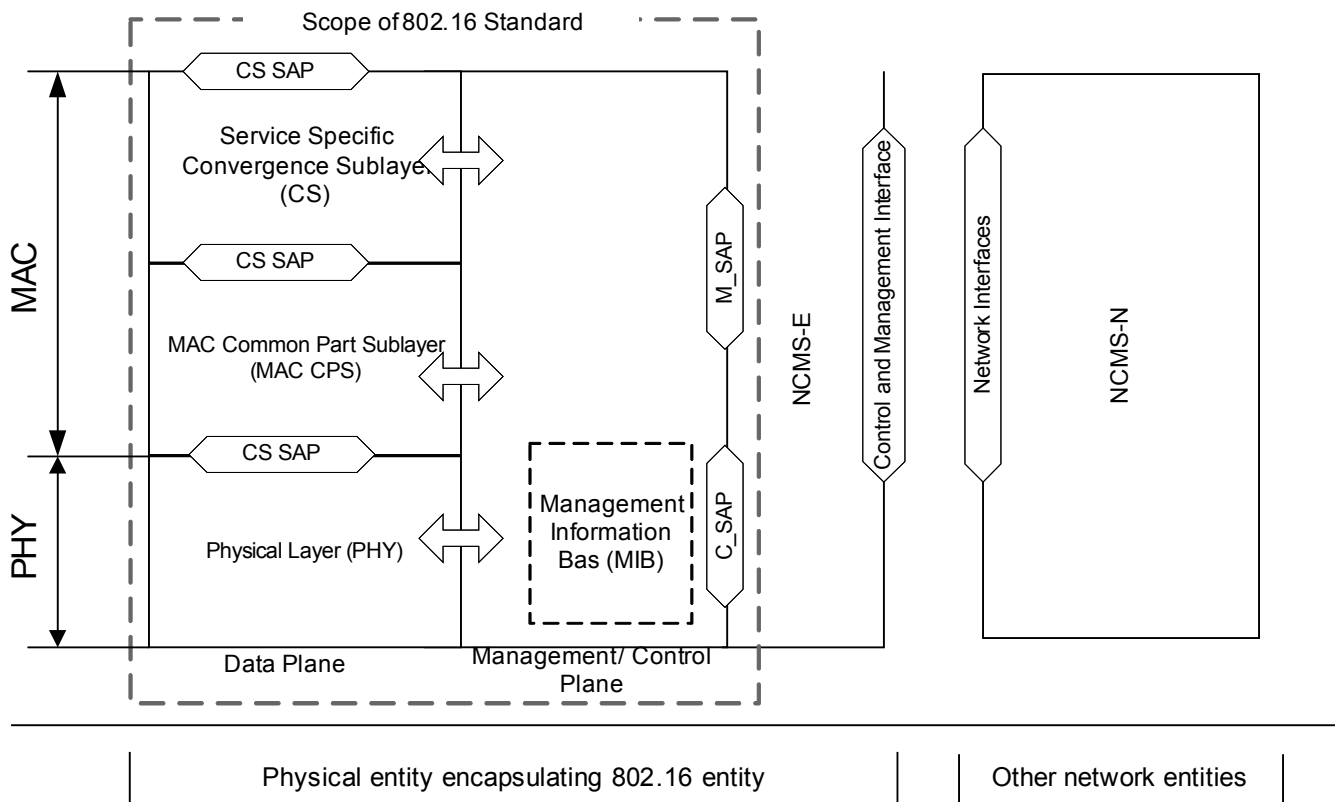 Scope of 802.16 Standard
CS SAP
Service Specific
Convergence Sublayer
(CS)
CS SAP
MAC Common Part Sublayer
(MAC CPS)
CS SAP
Physical Layer (PHY)
Data Plane
MAC
PHY
Management
Information
Bas (MIB)
Management/ Control
Plane
M_SAP
C_SAP
NCMS-E
Control and Management Interface
Network Interfaces
NCMS-N
Physical entity encapsulating 802.16 entity
Other network entities